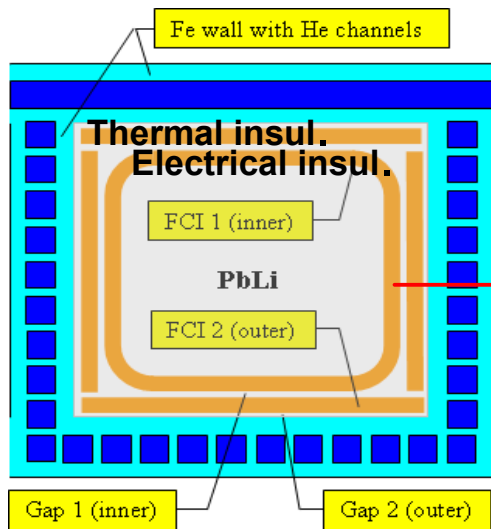 Fe wall with He channels
Thermal insul.
Electrical insul.
FCI 1 (inner)
PbLi
FCI 2 (outer)
Gap 1 (inner)
Gap 2 (outer)